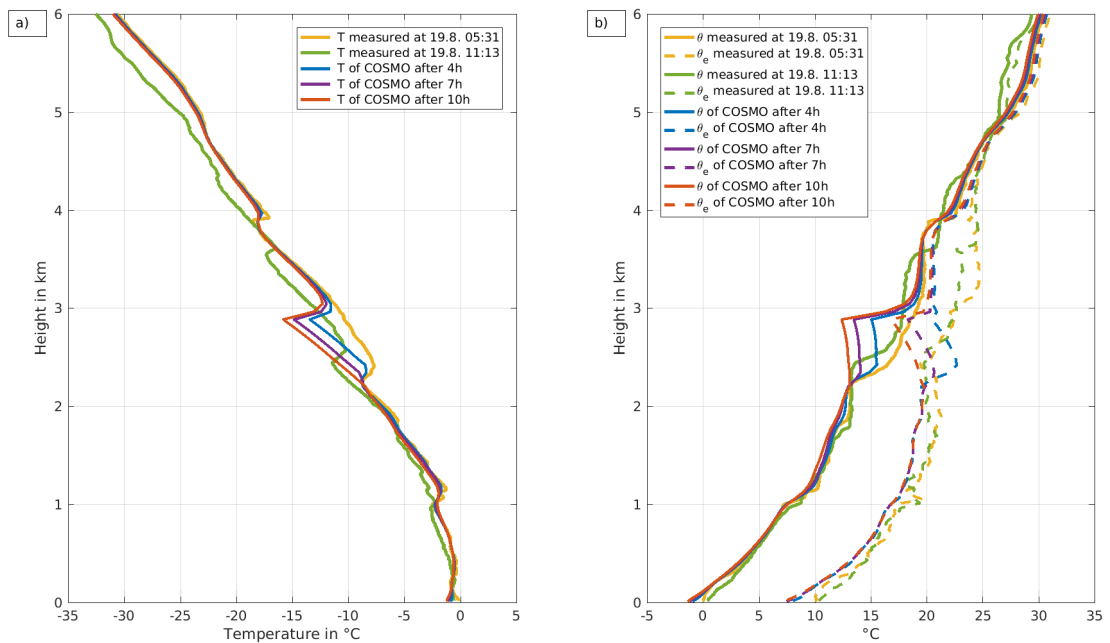 a)
T measured at 19.8. 05:31
T measured at 19.8. 11:13
T of COSMO after 4h
T of COSMO after 7h
T of COSMO after 10h
6
5
4
3
2
1
0
Height in km
-35 -30 -25 -20 -15 -10 -5 0 5
Temperature in °C
b)
θ measured at 19.8. 05:31
θe measured at 19.8. 05:31
θ measured at 19.8. 11:13
θe measured at 19.8. 11:13
θ of COSMO after 4h
θe of COSMO after 4h
θ of COSMO after 7h
θe of COSMO after 7h
θ of COSMO after 10h
θe of COSMO after 10h
6
5
4
3
2
1
0
Height in km
-5 0 5 10 15 20 25 30 35
°C